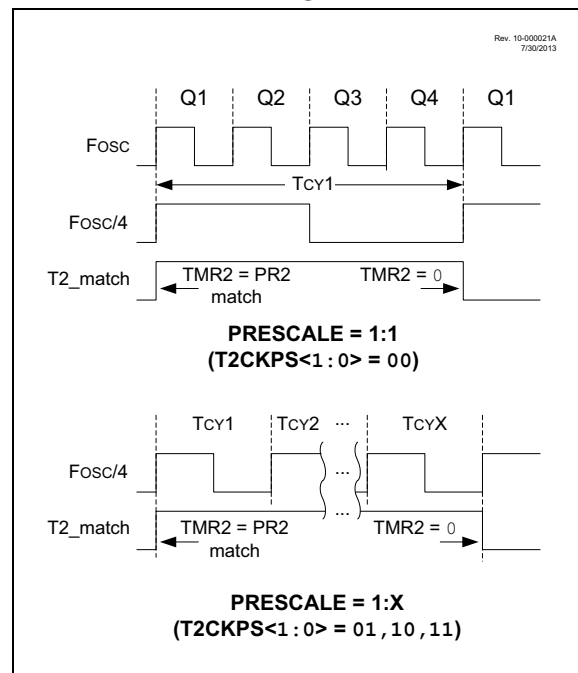 Rev. 10-000021A
7/30/2013
Q1 Q2 Q3 Q4 Q1
FOSC
TCY1
FOSC/4
T2_match
TMR2 = PR2
match
TMR2 = 0
PRESCALE = 1:1
(T2CKPS<1:0> = 00)
TCY1 TCY2 ... TCYX
FOSC/4 ...
T2_match ...
TMR2 = PR2
match
TMR2 = 0
PRESCALE = 1:X
(T2CKPS<1:0> = 01,10,11)